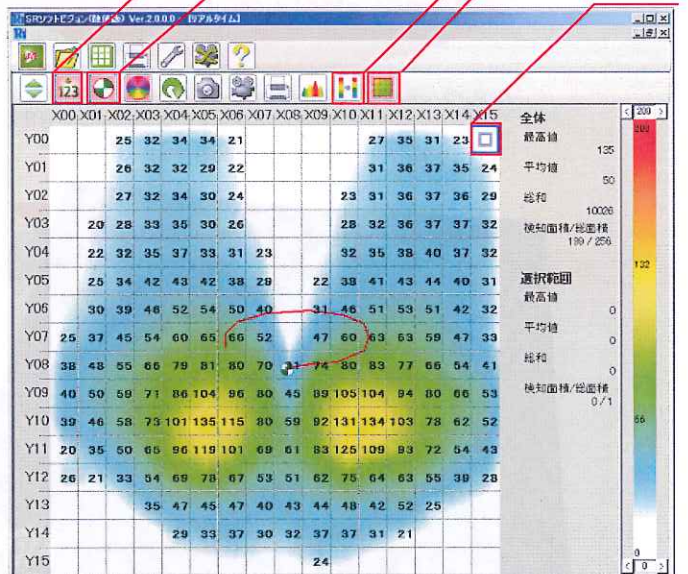 SRソフトビジョン(離僚版) Ver.2.0.0.0 - [リアルタイム]
X00 X01 X02 X03 X04 X05 X06 X07 X08 X09 X10 X11 X12 X13 X14 X15
Y00 25 32 34 34 21 27 35 31 23
Y01 26 32 32 29 22 31 36 37 35 24
Y02 27 32 34 30 24 23 31 36 37 36 29
Y03 20 28 33 35 30 26 28 32 36 37 37 32
Y04 22 32 35 37 33 31 23 32 35 38 40 37 32
Y05 25 34 42 43 42 38 29 22 39 41 43 44 40 31
Y06 30 39 46 52 54 50 40 31 46 51 53 51 42 32
Y07 25 37 45 54 60 65 66 52 47 60 63 63 59 47 33
Y08 38 48 55 66 79 81 80 70 74 80 83 77 66 54 41
Y09 40 50 59 71 86 104 96 80 45 89 105 104 94 80 66 53
Y10 39 46 58 73 101 135 115 80 59 92 131 134 103 78 62 52
Y11 20 35 50 65 96 119 101 69 61 83 125 109 93 72 54 43
Y12 26 21 33 54 69 78 67 53 51 62 75 64 63 55 39 28
Y13 35 47 45 47 40 43 44 48 42 52 25
Y14 29 33 37 30 32 37 37 31 21
Y15 24
全体
最高値
135
平均値
50
総和
10026
検知面積/総面積
199 / 256
選択範囲
最高値
0
平均値
0
総和
0
検知面積/総面積
0 / 1
< 200 >
200
132
66
0
< 0 >